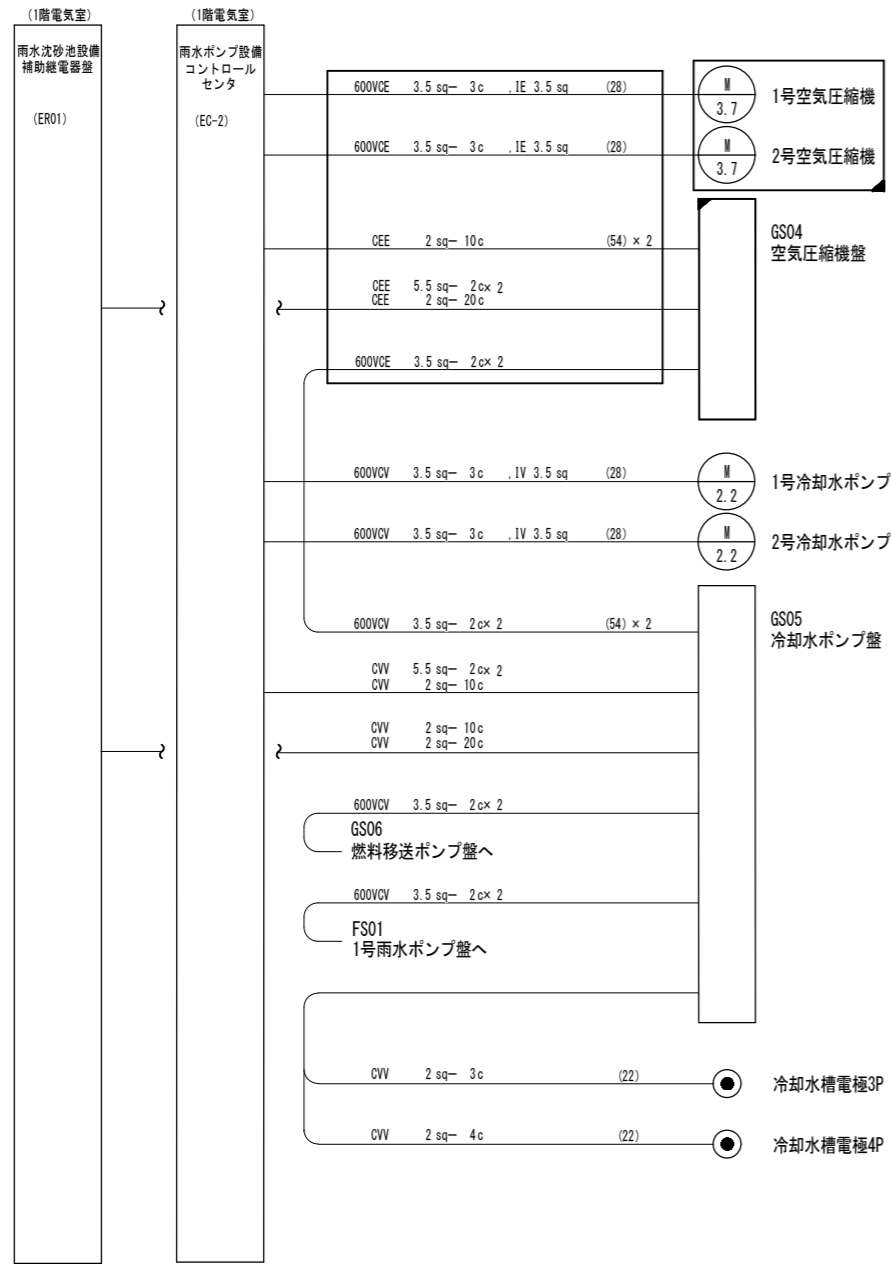 (1階電気室)
雨水沈砂池設備
補助継電器盤
(ER01)
(1階電気室)
雨水ポンプ設備
コントロール
センタ
(EC-2)
600VCE 3.5 sq- 3c ,IE 3.5 sq (28)
M
3.7
1号空気圧縮機
600VCE 3.5 sq- 3c ,IE 3.5 sq (28)
M
3.7
2号空気圧縮機
CEE 2 sq- 10c (54) × 2
GS04
空気圧縮機盤
CEE 5.5 sq- 2c× 2
CEE 2 sq- 20c
600VCE 3.5 sq- 2c× 2
600VCV 3.5 sq- 3c ,IV 3.5 sq (28)
M
2.2
1号冷却水ポンプ
600VCV 3.5 sq- 3c ,IV 3.5 sq (28)
M
2.2
2号冷却水ポンプ
600VCV 3.5 sq- 2c× 2 (54) × 2
GS05
冷却水ポンプ盤
CVV 5.5 sq- 2c× 2
CVV 2 sq- 10c
CVV 2 sq- 10c
CVV 2 sq- 20c
600VCV 3.5 sq- 2c× 2
GS06
燃料移送ポンプ盤へ
600VCV 3.5 sq- 2c× 2
FS01
1号雨水ポンプ盤へ
CVV 2 sq- 3c (22)
冷却水槽電極3P
CVV 2 sq- 4c (22)
冷却水槽電極4P